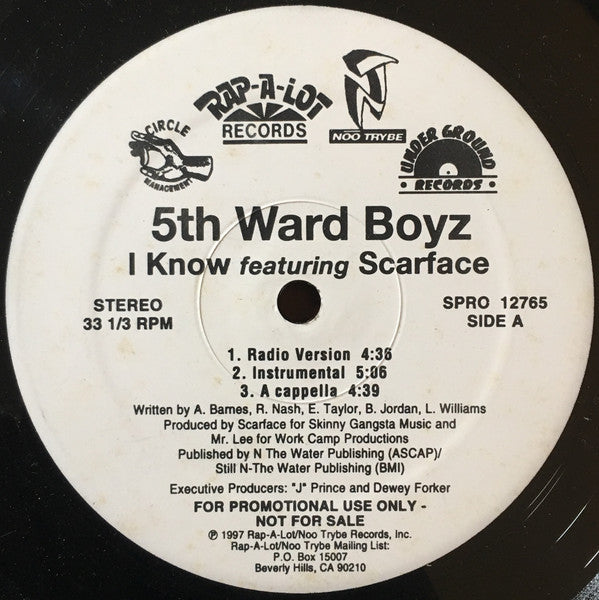 CIRCLE
MANAGEMENT
RAP-A-LOT
RECORDS
NOO TRYBE
UNDER GROUND
• RECORDS •
5th Ward Boyz
I Know featuring Scarface
STEREO
33 1/3 RPM
SPRO 12765
SIDE A
1. Radio Version 4:36
2. Instrumental 5:06
3. A cappella 4:39
Written by A. Barnes, R. Nash, E. Taylor, B. Jordan, L. Williams
Produced by Scarface for Skinny Gangsta Music and
Mr. Lee for Work Camp Productions
Published by N The Water Publishing (ASCAP)/
Still N-The Water Publishing (BMI)
Executive Producers: "J" Prince and Dewey Forker
FOR PROMOTIONAL USE ONLY -
NOT FOR SALE
℗ 1997 Rap-A-Lot/Noo Trybe Records, Inc.
Rap-A-Lot/Noo Trybe Mailing List:
P.O. Box 15007
Beverly Hills, CA 90210